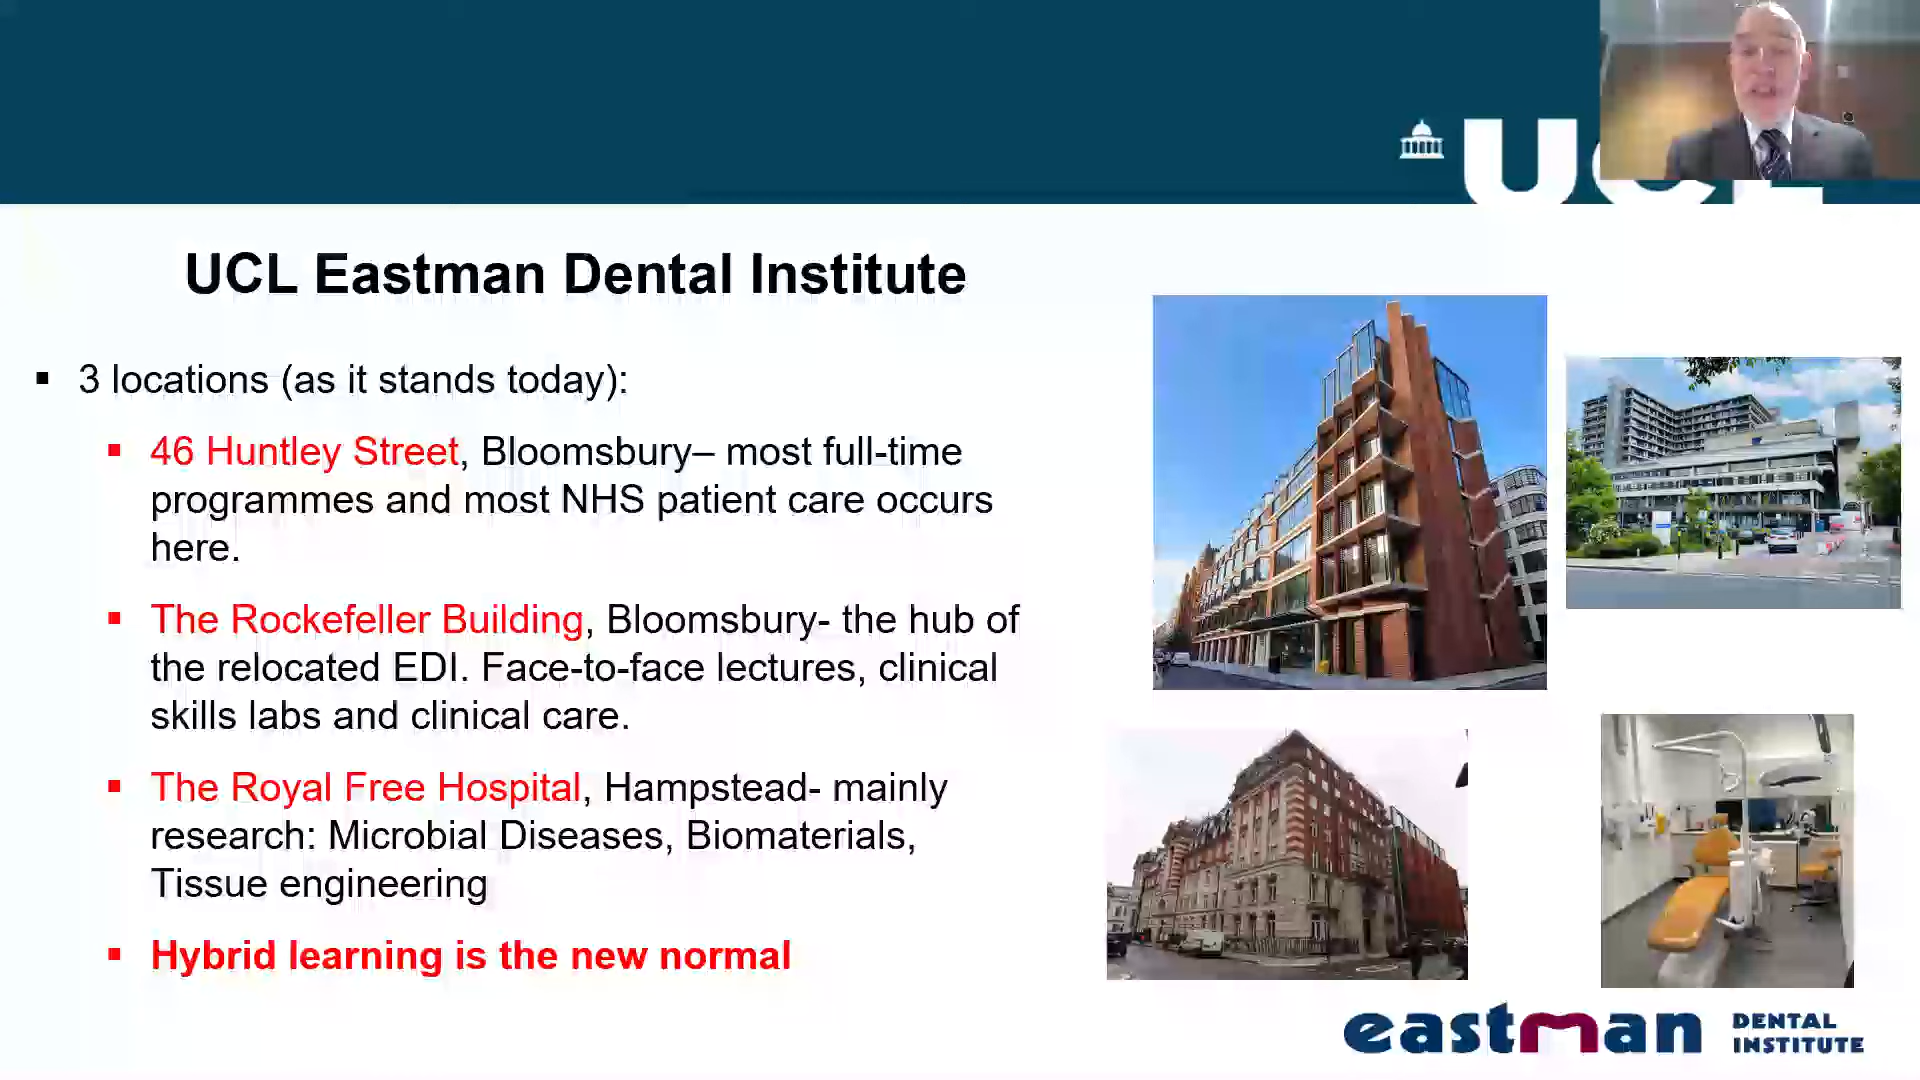 UCL
UCL Eastman Dental Institute
▪ 3 locations (as it stands today):
▪ 46 Huntley Street, Bloomsbury– most full-time
programmes and most NHS patient care occurs
here.
▪ The Rockefeller Building, Bloomsbury- the hub of
the relocated EDI. Face-to-face lectures, clinical
skills labs and clinical care.
▪ The Royal Free Hospital, Hampstead- mainly
research: Microbial Diseases, Biomaterials,
Tissue engineering
▪ Hybrid learning is the new normal
eastman DENTAL
INSTITUTE